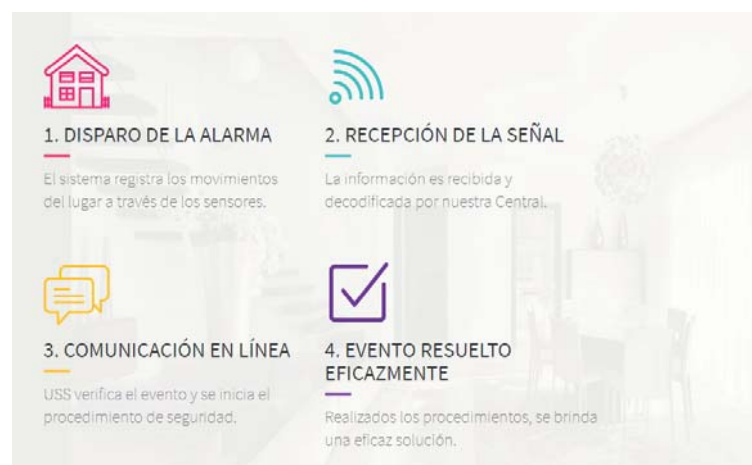 1. DISPARO DE LA ALARMA
El sistema registra los movimientos
del lugar a través de los sensores.
2. RECEPCIÓN DE LA SEÑAL
La información es recibida y
decodificada por nuestra Central.
3. COMUNICACIÓN EN LÍNEA
USS verifica el evento y se inicia el
procedimiento de seguridad.
4. EVENTO RESUELTO
EFICAZMENTE
Realizados los procedimientos, se brinda
una eficaz solución.